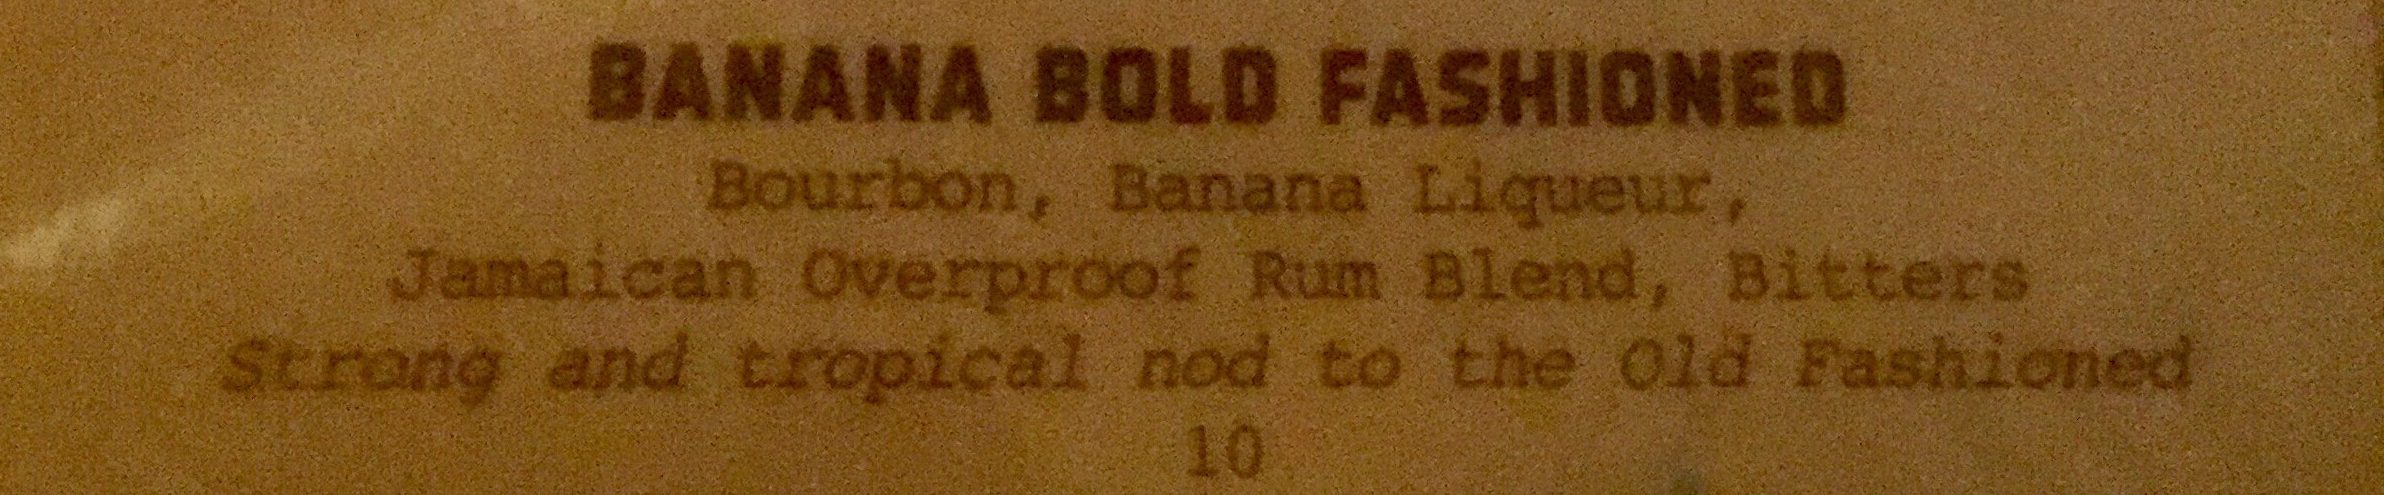 BANANA BOLD FASHIONED
Bourbon, Banana Liqueur,
Jamaican Overproof Rum Blend, Bitters
Strong and tropical nod to the Old Fashioned
10